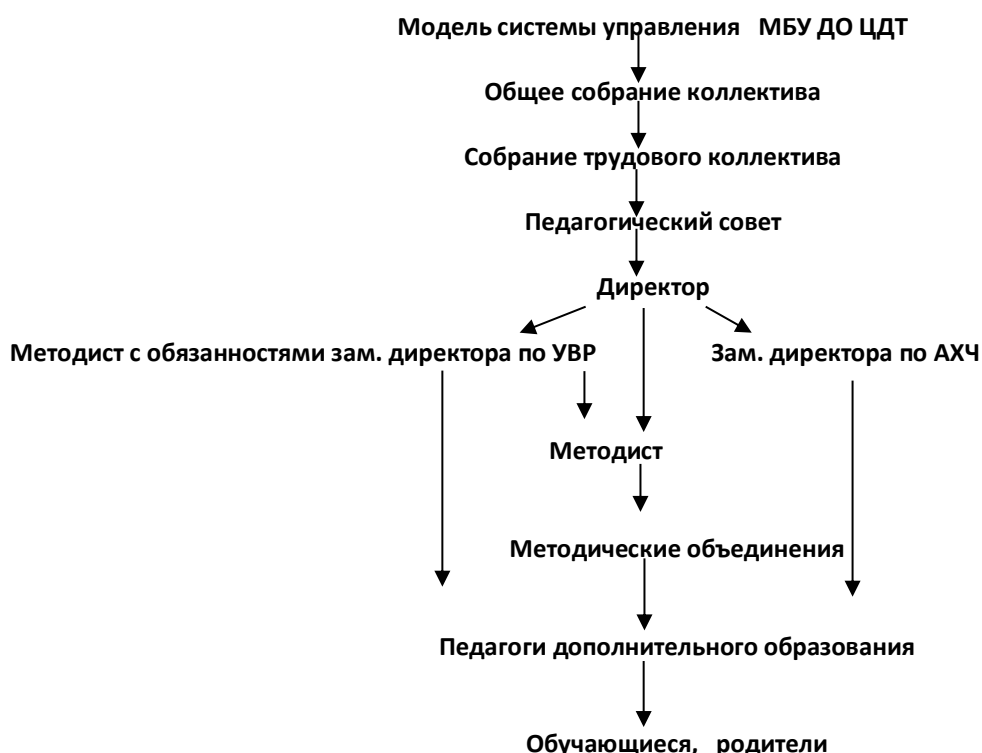 Модель системы управления МБУ ДО ЦДТ
Общее собрание коллектива
Собрание трудового коллектива
Педагогический совет
Директор
Методист с обязанностями зам. директора по УВР
Зам. директора по АХЧ
Методист
Методические объединения
Педагоги дополнительного образования
Обучающиеся, родители